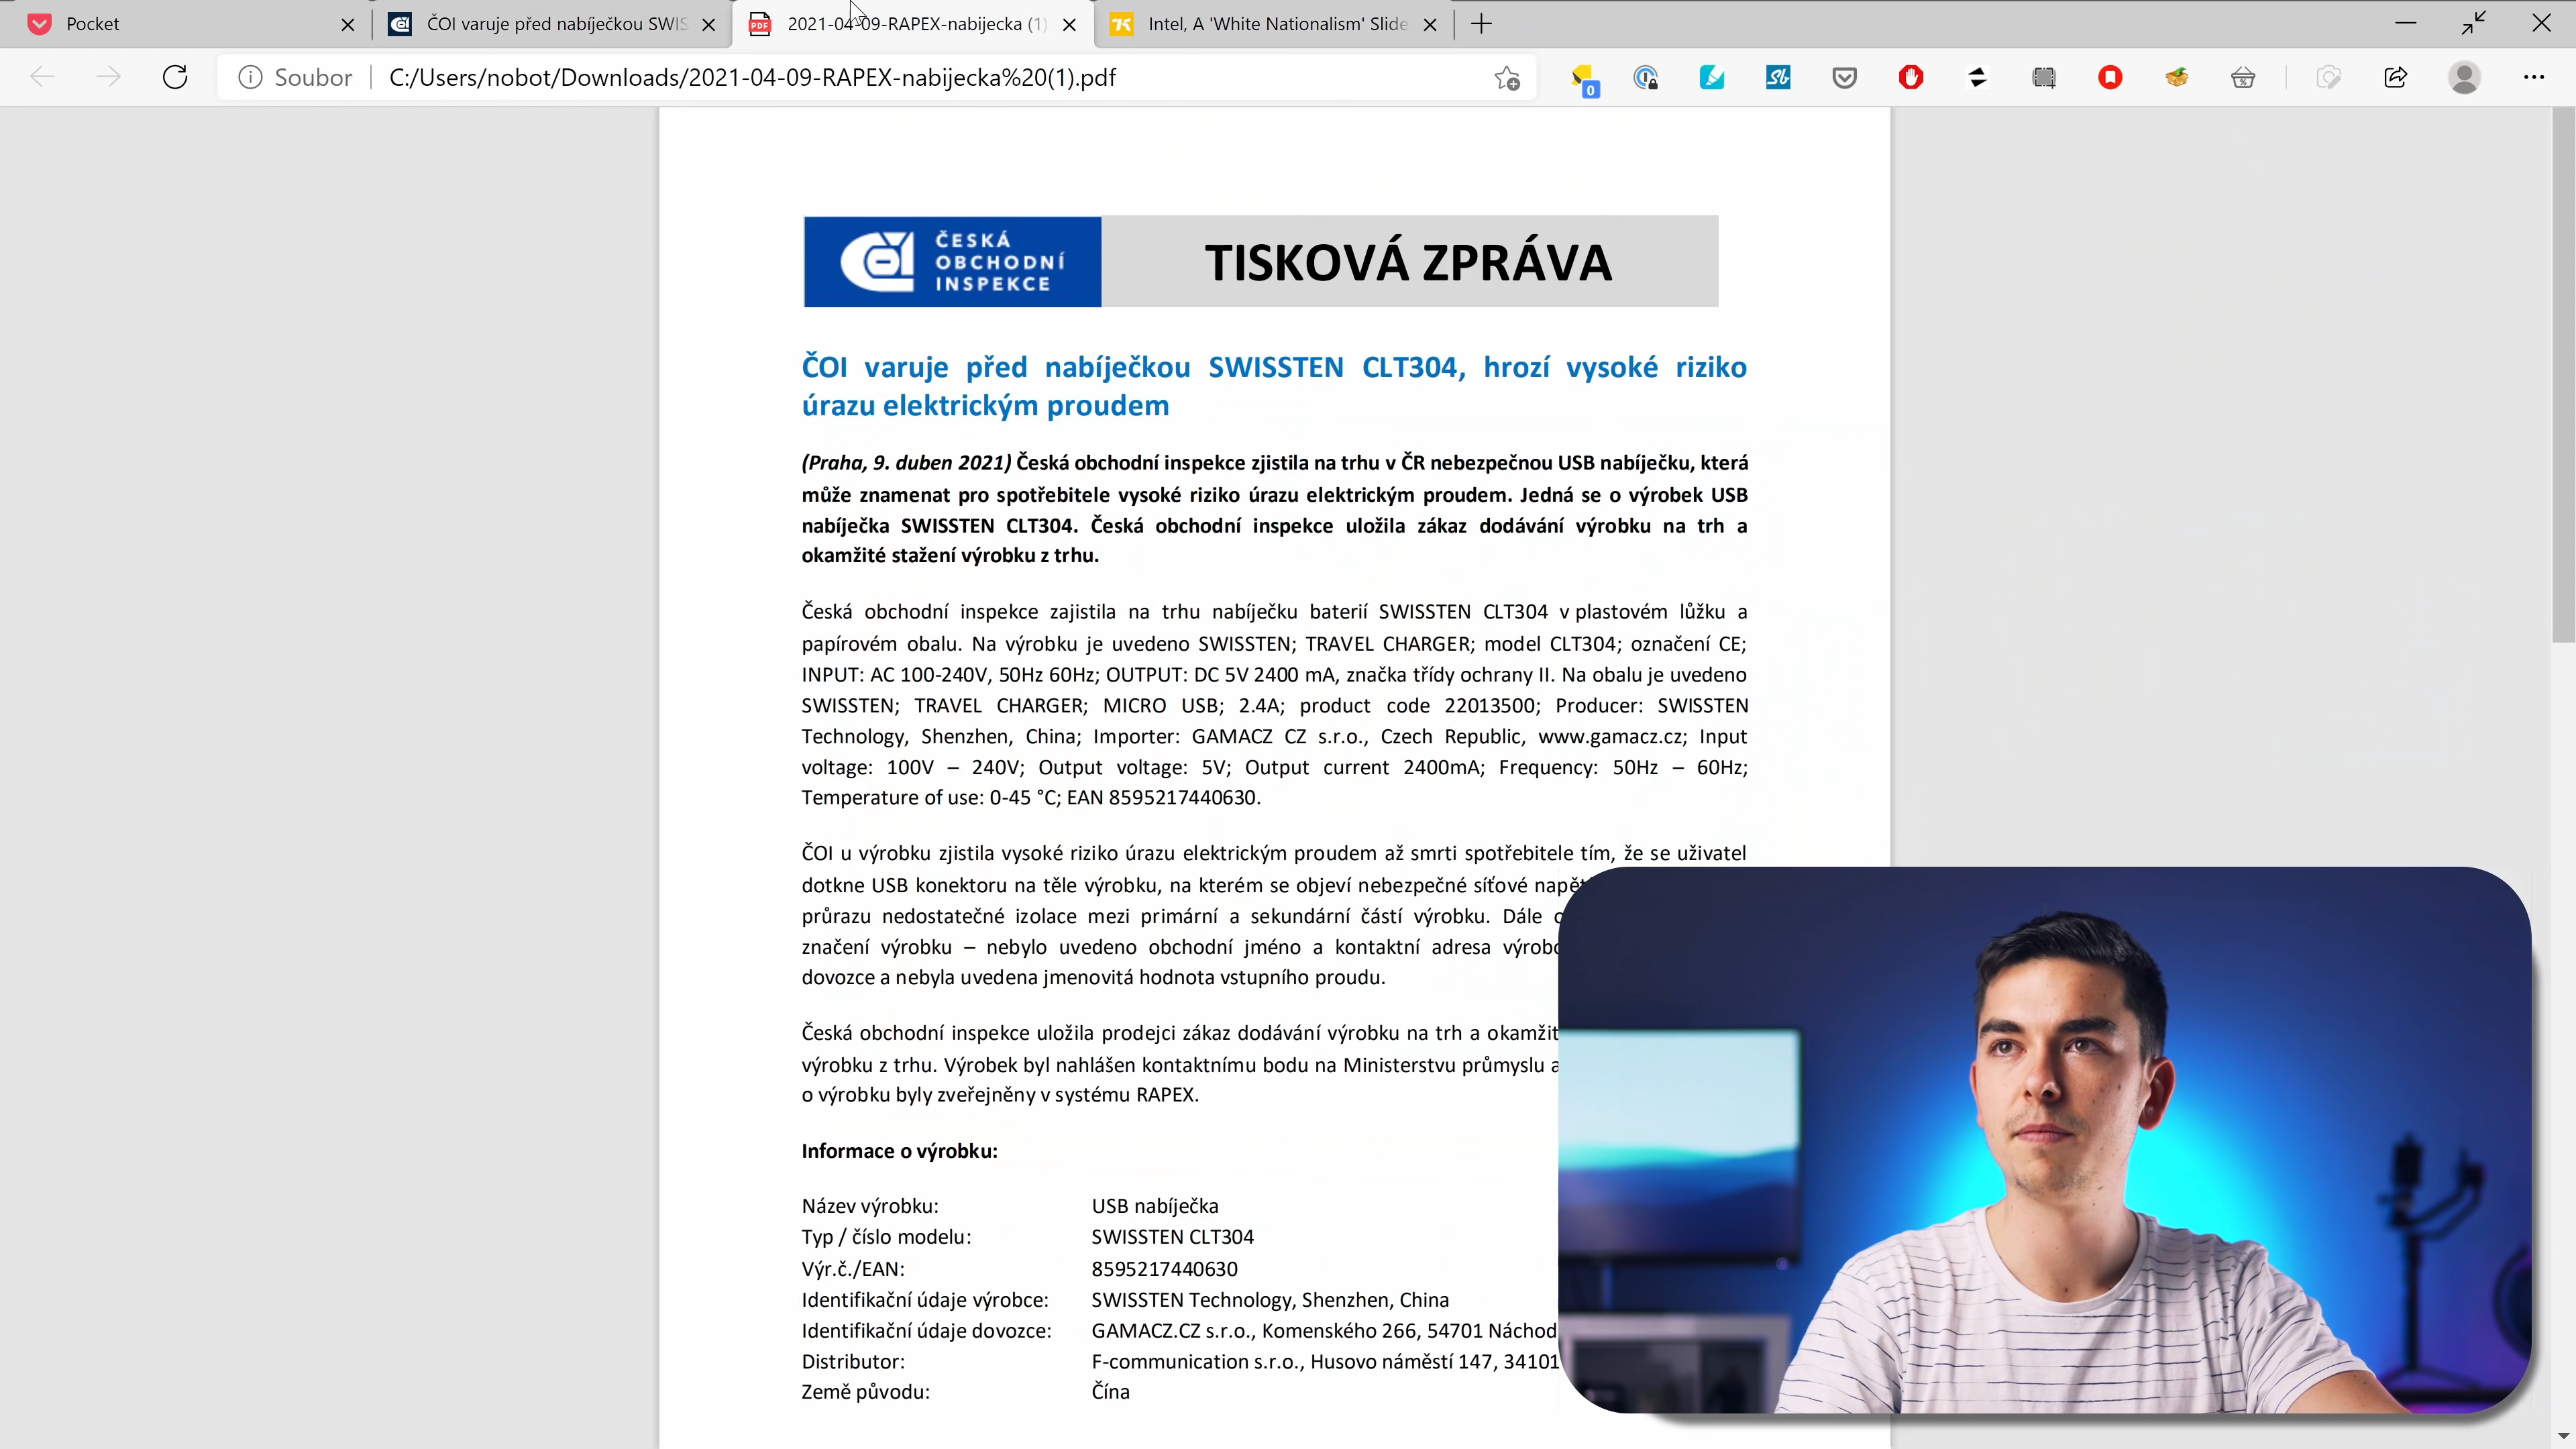 Pocket
ČOI varuje před nabíječkou SWIS
2021-04-09-RAPEX-nabijecka (1)
Intel, A 'White Nationalism' Slide
Soubor
C:/Users/nobot/Downloads/2021-04-09-RAPEX-nabijecka%20(1).pdf
0
ČESKÁ
OBCHODNÍ
INSPEKCE
TISKOVÁ ZPRÁVA
ČOI varuje před nabíječkou SWISSTEN CLT304, hrozí vysoké riziko
úrazu elektrickým proudem
(Praha, 9. duben 2021) Česká obchodní inspekce zjistila na trhu v ČR nebezpečnou USB nabíječku, která
může znamenat pro spotřebitele vysoké riziko úrazu elektrickým proudem. Jedná se o výrobek USB
nabíječka SWISSTEN CLT304. Česká obchodní inspekce uložila zákaz dodávání výrobku na trh a
okamžité stažení výrobku z trhu.
Česká obchodní inspekce zajistila na trhu nabíječku baterií SWISSTEN CLT304 v plastovém lůžku a
papírovém obalu. Na výrobku je uvedeno SWISSTEN; TRAVEL CHARGER; model CLT304; označení CE;
INPUT: AC 100-240V, 50Hz 60Hz; OUTPUT: DC 5V 2400 mA, značka třídy ochrany II. Na obalu je uvedeno
SWISSTEN; TRAVEL CHARGER; MICRO USB; 2.4A; product code 22013500; Producer: SWISSTEN
Technology, Shenzhen, China; Importer: GAMACZ CZ s.r.o., Czech Republic, www.gamacz.cz; Input
voltage: 100V – 240V; Output voltage: 5V; Output current 2400mA; Frequency: 50Hz – 60Hz;
Temperature of use: 0-45 °C; EAN 8595217440630.
ČOI u výrobku zjistila vysoké riziko úrazu elektrickým proudem až smrti spotřebitele tím, že se uživatel
dotkne USB konektoru na těle výrobku, na kterém se objeví nebezpečné síťové napět
průrazu nedostatečné izolace mezi primární a sekundární částí výrobku. Dále
značení výrobku – nebylo uvedeno obchodní jméno a kontaktní adresa výrob
dovozce a nebyla uvedena jmenovitá hodnota vstupního proudu.
Česká obchodní inspekce uložila prodejci zákaz dodávání výrobku na trh a okamžit
výrobku z trhu. Výrobek byl nahlášen kontaktnímu bodu na Ministerstvu průmyslu a
o výrobku byly zveřejněny v systému RAPEX.
Informace o výrobku:
Název výrobku: USB nabíječka
Typ / číslo modelu: SWISSTEN CLT304
Výr.č./EAN: 8595217440630
Identifikační údaje výrobce: SWISSTEN Technology, Shenzhen, China
Identifikační údaje dovozce: GAMACZ.CZ s.r.o., Komenského 266, 54701 Náchod
Distributor: F-communication s.r.o., Husovo náměstí 147, 34101
Země původu: Čína